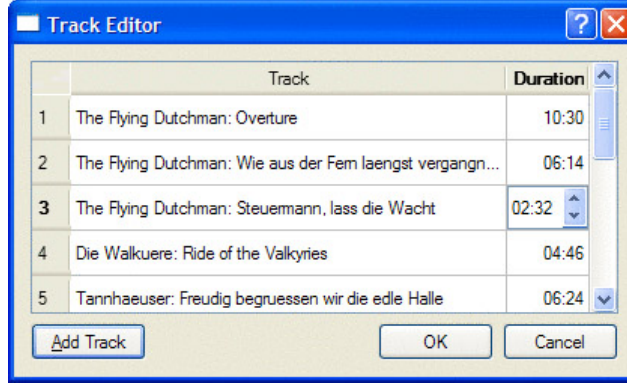 Track Editor
?
Track Duration
1 The Flying Dutchman: Overture 10:30
2 The Flying Dutchman: Wie aus der Fern laengst vergangn... 06:14
3 The Flying Dutchman: Steuermann, lass die Wacht 02:32
4 Die Walkuere: Ride of the Valkyries 04:46
5 Tannhaeuser: Freudig begruessen wir die edle Halle 06:24
Add Track OK Cancel